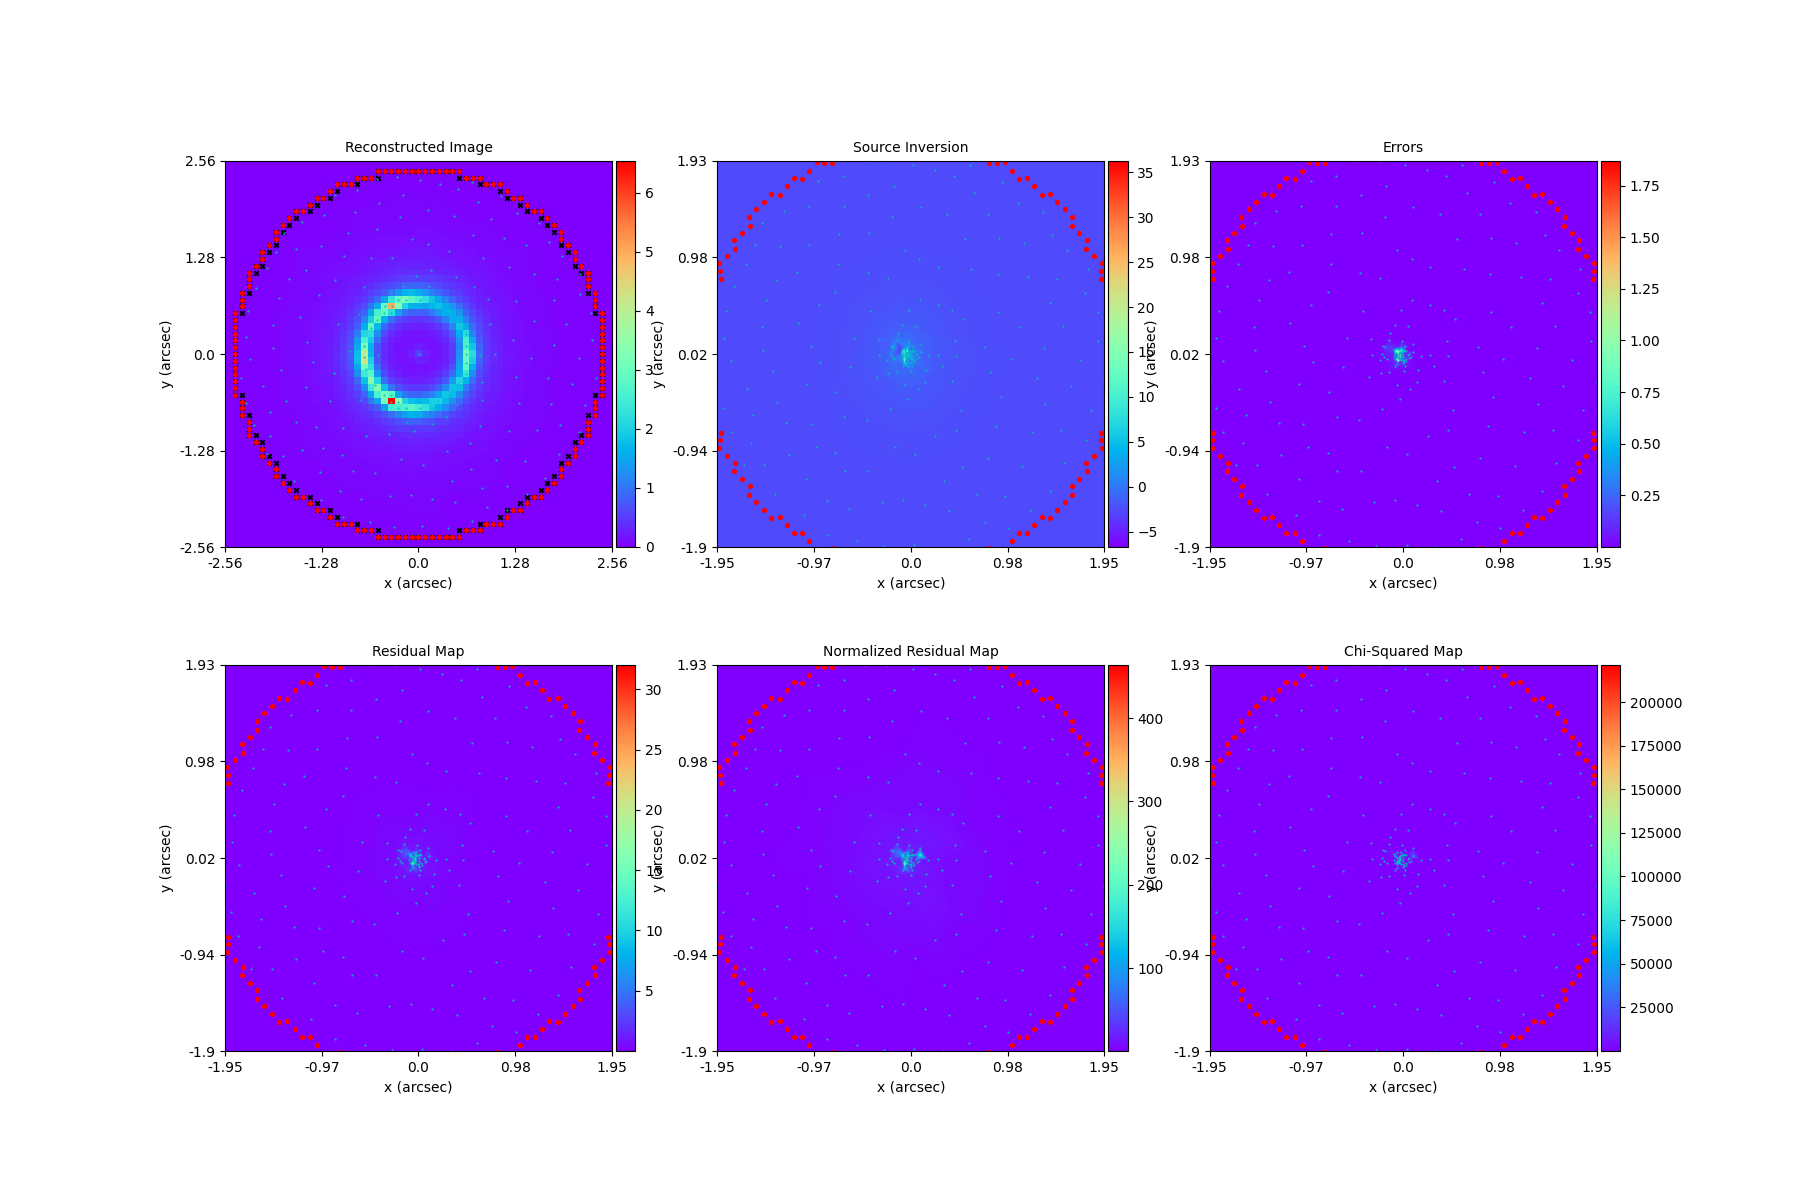 Reconstructed Image
2.56
1.28
0.0
-1.28
-2.56
y (arcsec)
-2.56 -1.28 0.0 1.28 2.56
x (arcsec)
6
5
4
3
2
1
0
Source Inversion
1.93
0.98
0.02
-0.94
-1.9
y (arcsec)
-1.95 -0.97 0.0 0.98 1.95
x (arcsec)
35
30
25
20
15
10
5
0
−5
Errors
1.93
0.98
0.02
-0.94
-1.9
y (arcsec)
-1.95 -0.97 0.0 0.98 1.95
x (arcsec)
1.75
1.50
1.25
1.00
0.75
0.50
0.25
Residual Map
1.93
0.98
0.02
-0.94
-1.9
y (arcsec)
-1.95 -0.97 0.0 0.98 1.95
x (arcsec)
30
25
20
15
10
5
Normalized Residual Map
1.93
0.98
0.02
-0.94
-1.9
y (arcsec)
-1.95 -0.97 0.0 0.98 1.95
x (arcsec)
400
300
200
100
Chi-Squared Map
1.93
0.98
0.02
-0.94
-1.9
y (arcsec)
-1.95 -0.97 0.0 0.98 1.95
x (arcsec)
200000
175000
150000
125000
100000
75000
50000
25000